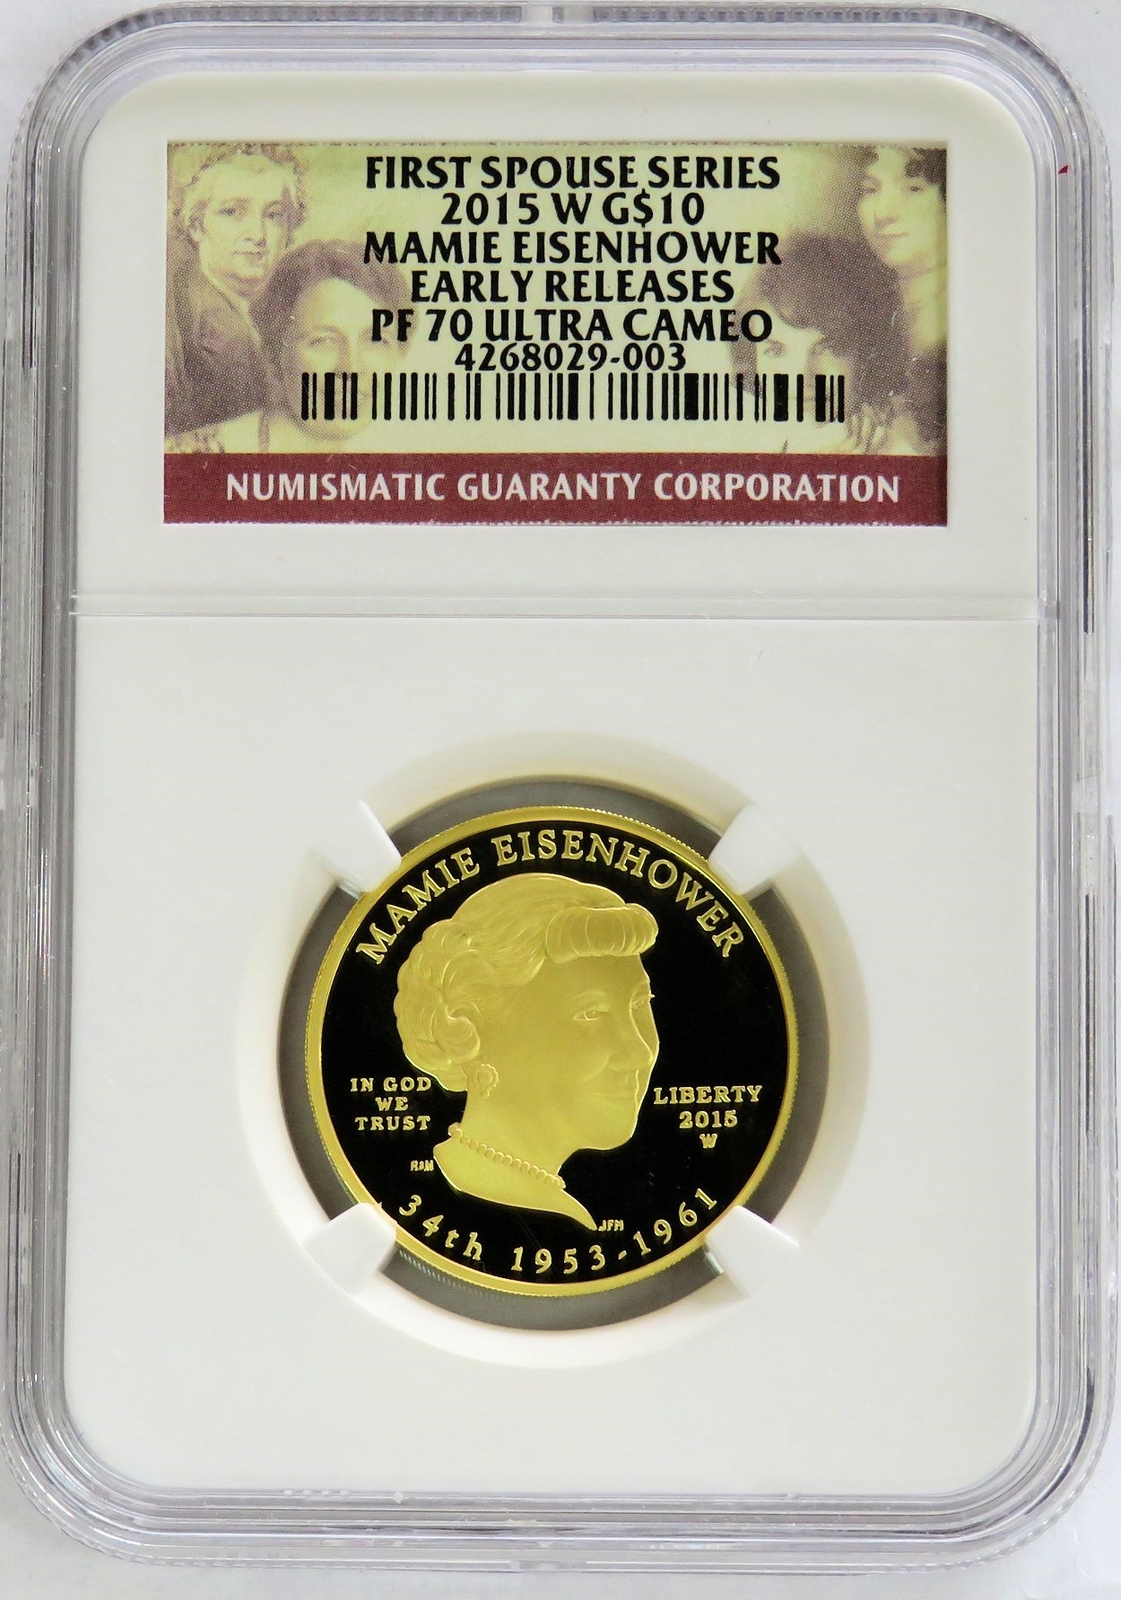 FIRST SPOUSE SERIES
2015 W G$10
MAMIE EISENHOWER
EARLY RELEASES
PF 70 ULTRA CAMEO
4268029-003
NUMISMATIC GUARANTY CORPORATION
MAMIE EISENHOWER
IN GOD
WE
TRUST
LIBERTY
2015
W
JFM
34th 1953-1961